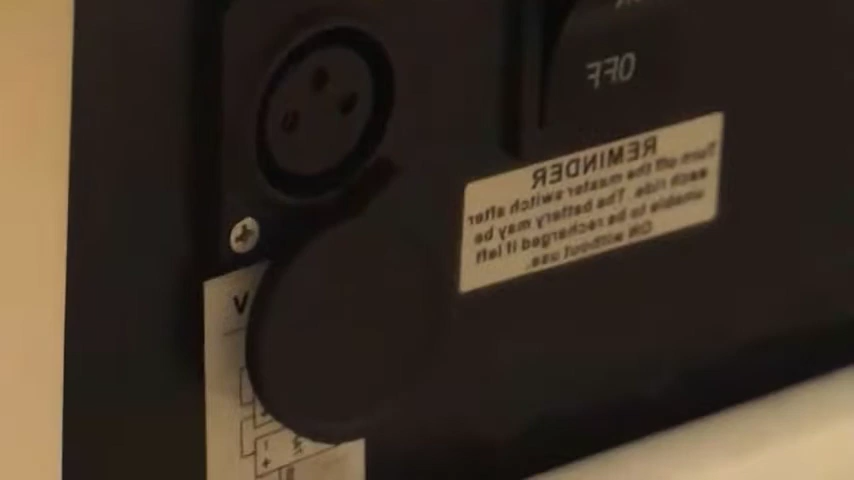 OFF
REMINDER
Turn off the master switch after
each ride. The battery may be
unable to be recharged if left
ON without use.
V